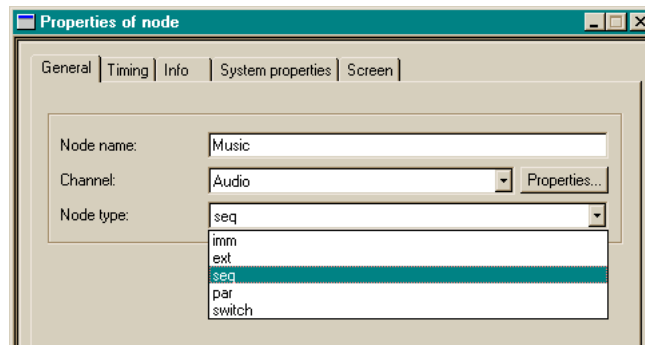 Properties of node
General Timing Info System properties Screen
Node name: Music
Channel: Audio Properties...
Node type: seq
imm
ext
seq
par
switch